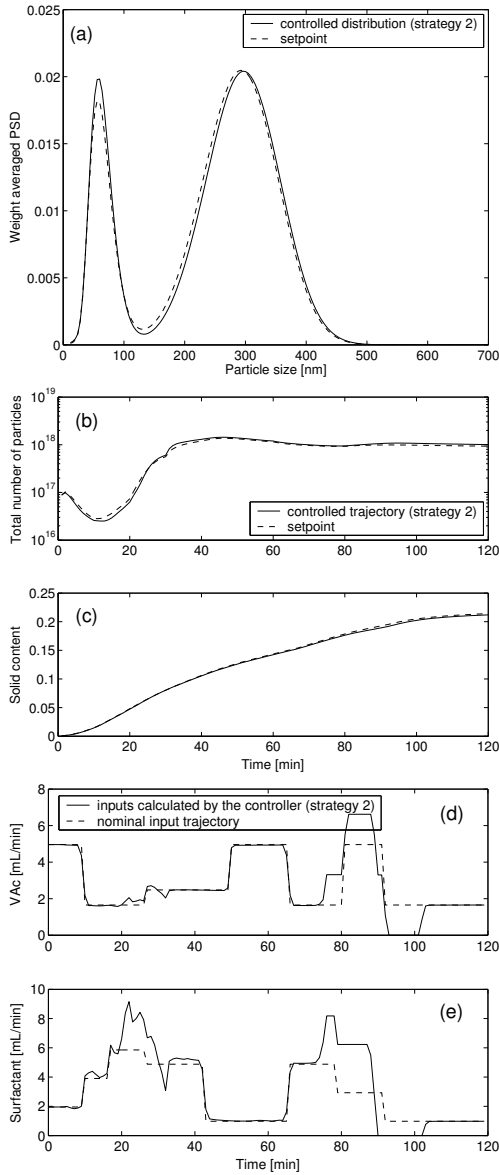 (a)
controlled distribution (strategy 2)
setpoint
Weight averaged PSD
0.025
0.02
0.015
0.01
0.005
0
0 100 200 300 400 500 600 700
Particle size [nm]
(b)
Total number of particles
10^19
10^18
10^17
10^16
controlled trajectory (strategy 2)
setpoint
0 20 40 60 80 100 120
(c)
Solid content
0.25
0.2
0.15
0.1
0.05
0
0 20 40 60 80 100 120
Time [min]
(d)
inputs calculated by the controller (strategy 2)
nominal input trajectory
VAc [mL/min]
8
6
4
2
0
0 20 40 60 80 100 120
(e)
Surfactant [mL/min]
10
8
6
4
2
0
0 20 40 60 80 100 120
Time [min]